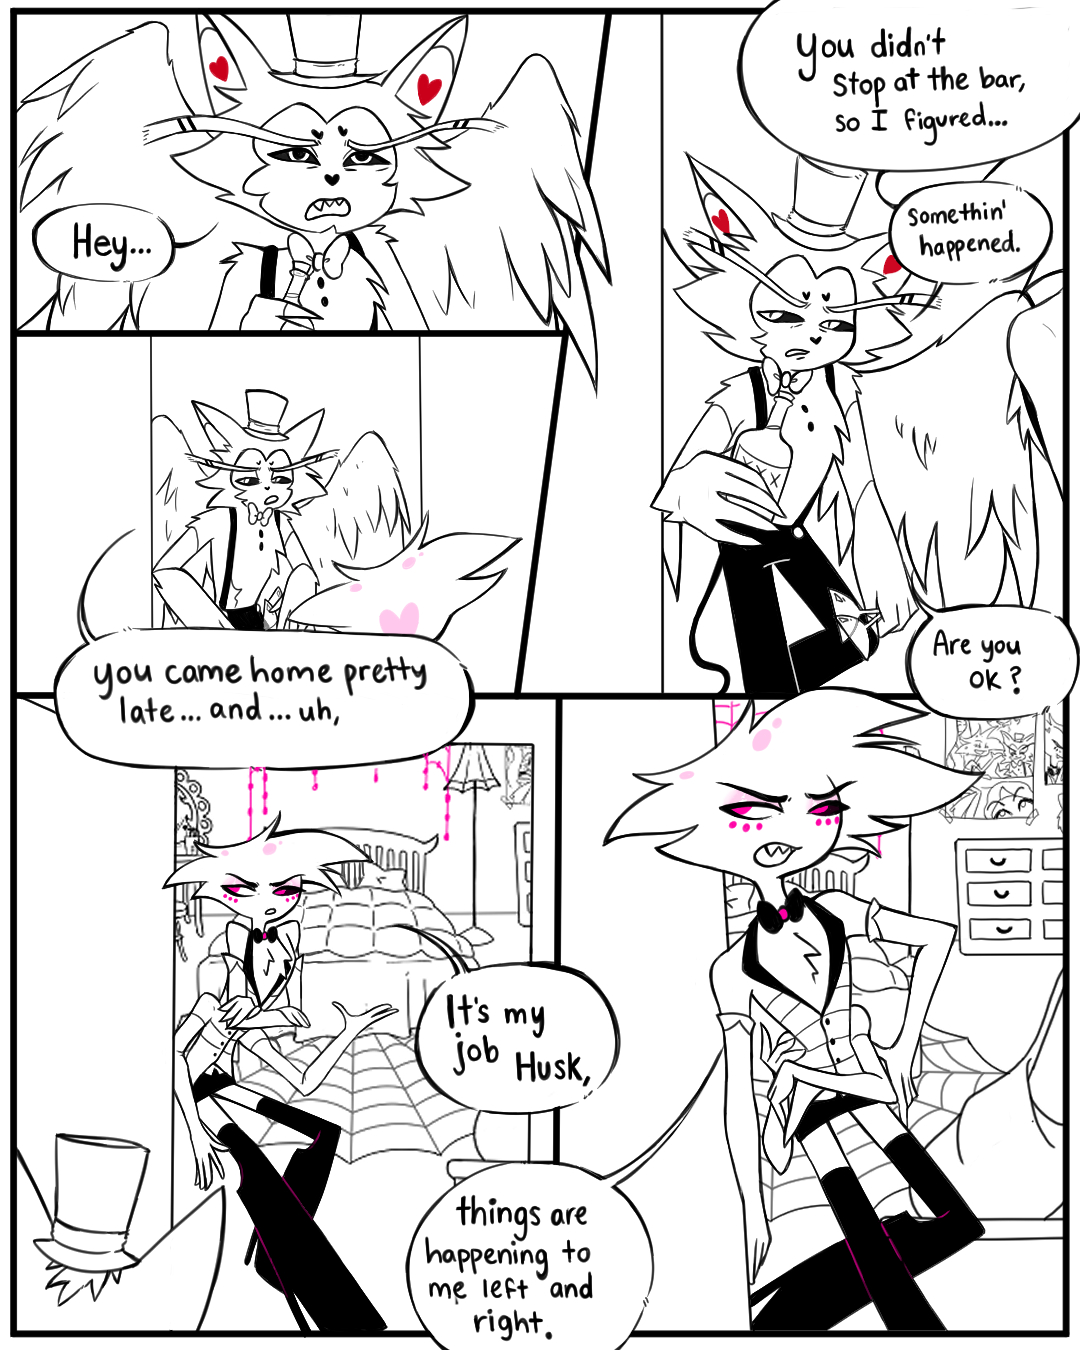 Hey...
You didn't
Stop at the bar,
so I figured...
somethin'
happened.
you came home pretty
late... and... uh,
Are you
ok?
It's my
job Husk,
things are
happening to
me left and
right.